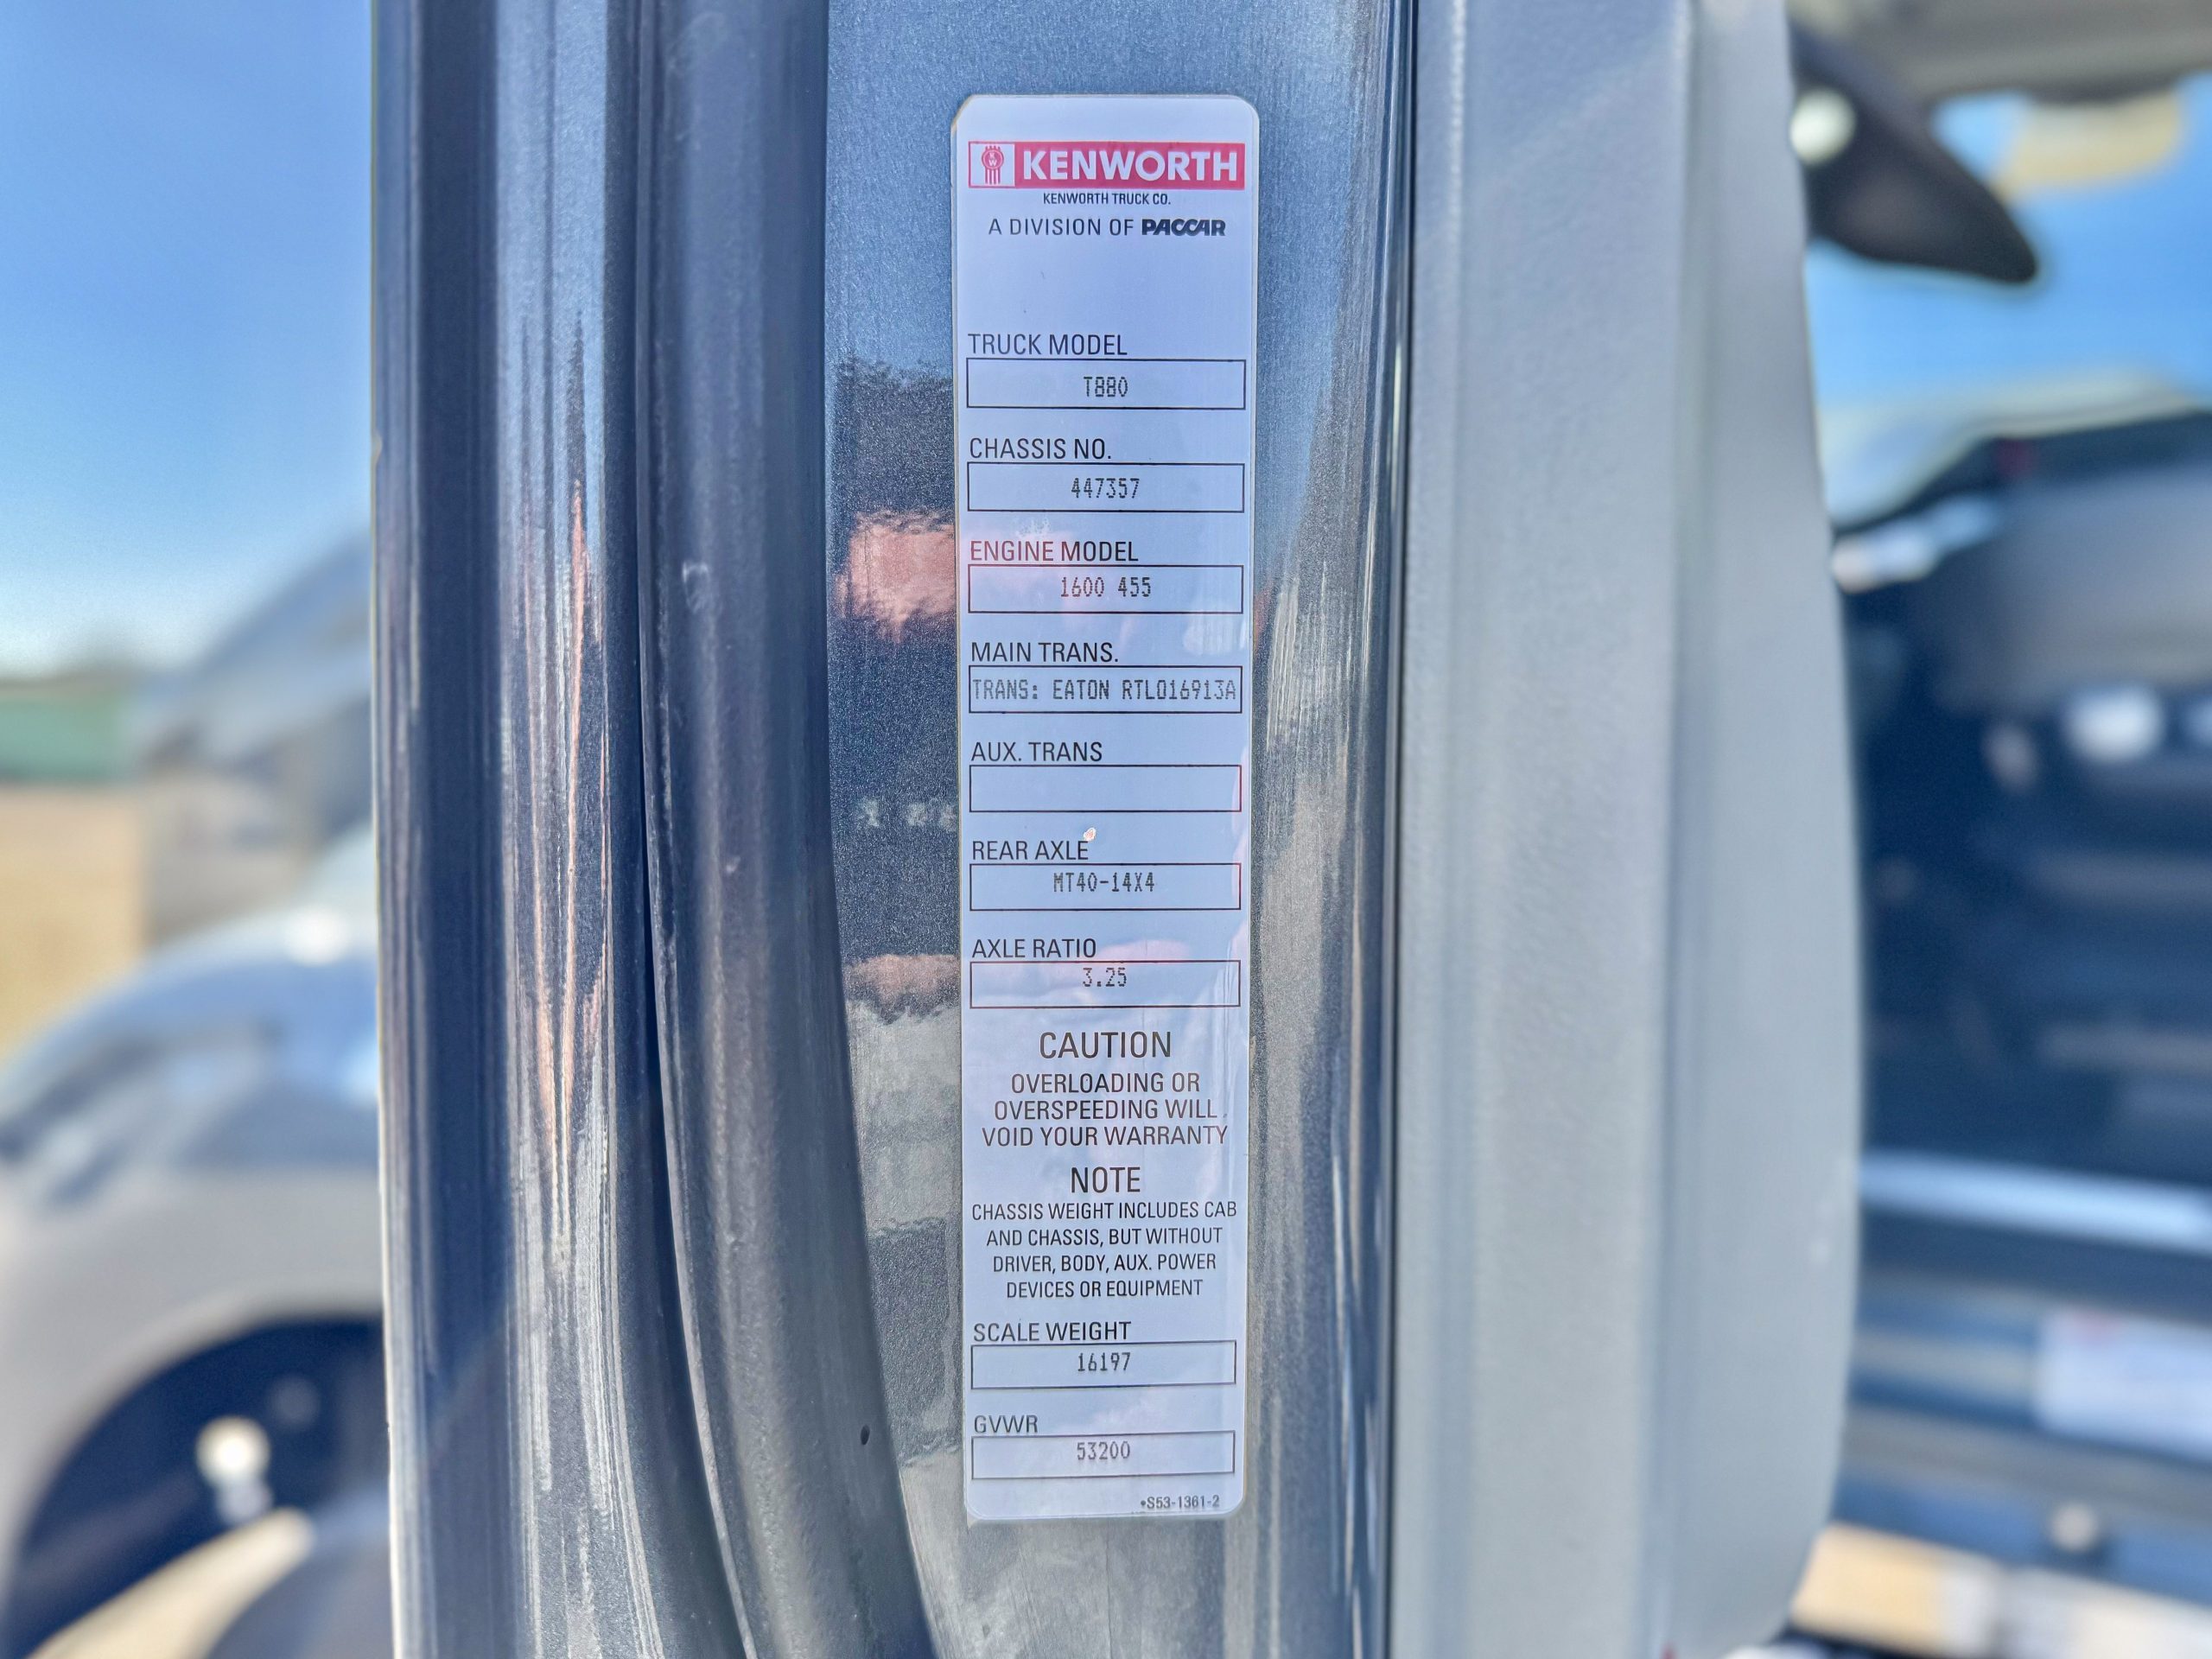 KENWORTH
KENWORTH TRUCK CO.
A DIVISION OF PACCAR
TRUCK MODEL
T880
CHASSIS NO.
447357
ENGINE MODEL
1600 455
MAIN TRANS.
TRANS: EATON RTLO16913A
AUX. TRANS
REAR AXLE
MT40-14X4
AXLE RATIO
3.25
CAUTION
OVERLOADING OR
OVERSPEEDING WILL
VOID YOUR WARRANTY
NOTE
CHASSIS WEIGHT INCLUDES CAB
AND CHASSIS, BUT WITHOUT
DRIVER, BODY, AUX. POWER
DEVICES OR EQUIPMENT
SCALE WEIGHT
16197
GVWR
53200
•S53-1361-2